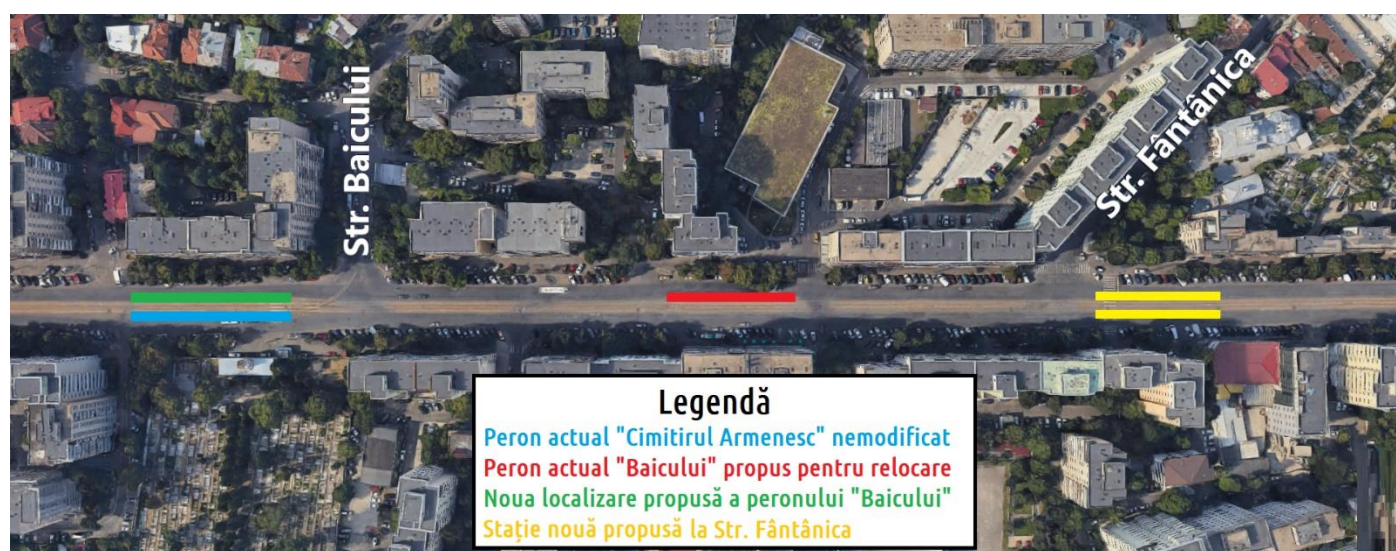 Str. Baicului
Str. Fântânica
Legendă
Peron actual "Cimitirul Armenesc" nemodificat
Peron actual "Baicului" propus pentru relocare
Noua localizare propusă a peronului "Baicului"
Stație nouă propusă la Str. Fântânica